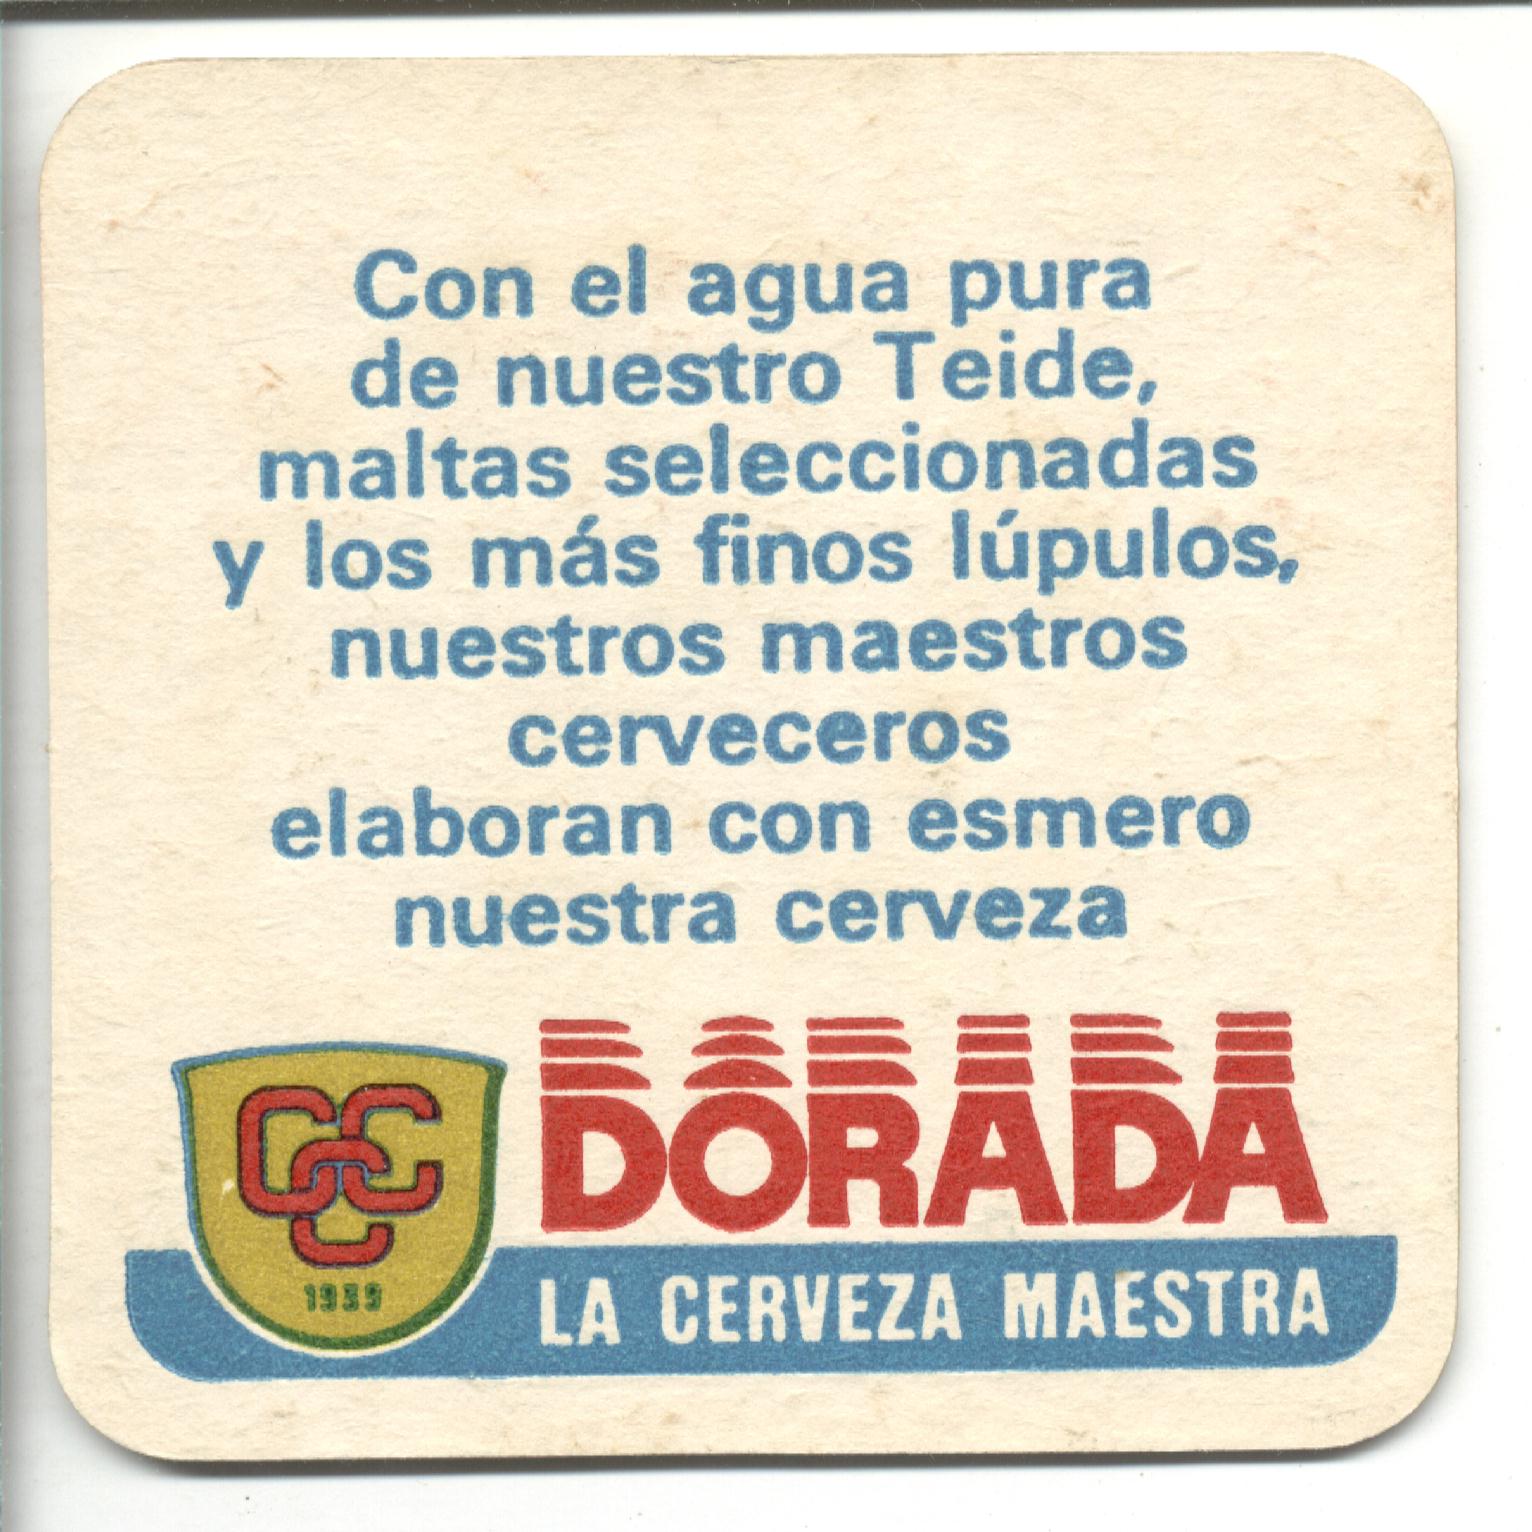 Con el agua pura
de nuestro Teide,
maltas seleccionadas
y los más finos lúpulos,
nuestros maestros
cerveceros
elaboran con esmero
nuestra cerveza
DORADA
CCC
1939
LA CERVEZA MAESTRA